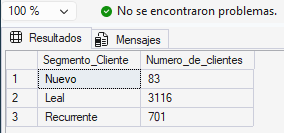 100 %
No se encontraron problemas.
Resultados Mensajes
Segmento_Cliente Numero_de_clientes
1 Nuevo 83
2 Leal 3116
3 Recurrente 701